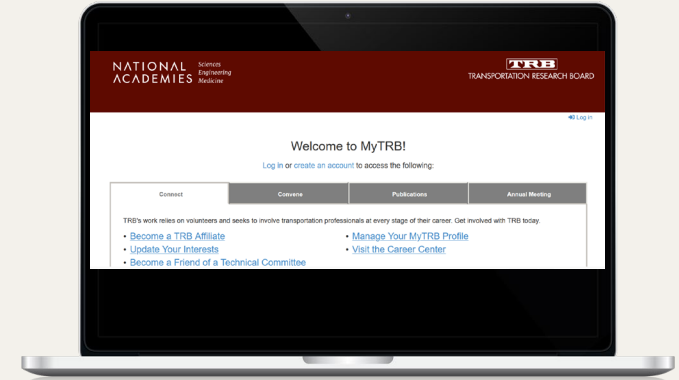 NATIONAL
ACADEMIES
Sciences
Engineering
Medicine
TRB
TRANSPORTATION RESEARCH BOARD
Log in
Welcome to MyTRB!
Log in or create an account to access the following:
Connect Convene Publications Annual Meeting
TRB's work relies on volunteers and seeks to involve transportation professionals at every stage of their career. Get involved with TRB today.
• Become a TRB Affiliate
• Update Your Interests
• Become a Friend of a Technical Committee
• Manage Your MyTRB Profile
• Visit the Career Center